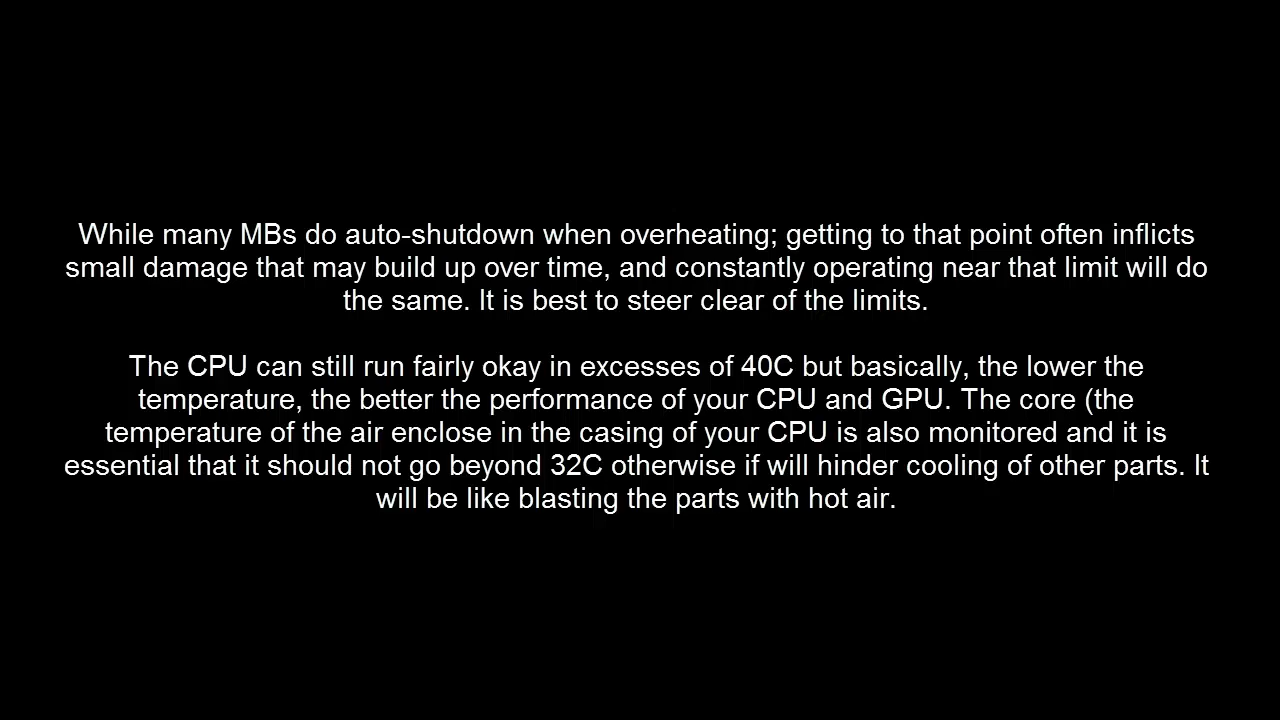 While many MBs do auto-shutdown when overheating; getting to that point often inflicts
small damage that may build up over time, and constantly operating near that limit will do
the same. It is best to steer clear of the limits.
The CPU can still run fairly okay in excesses of 40C but basically, the lower the
temperature, the better the performance of your CPU and GPU. The core (the
temperature of the air enclose in the casing of your CPU is also monitored and it is
essential that it should not go beyond 32C otherwise if will hinder cooling of other parts. It
will be like blasting the parts with hot air.